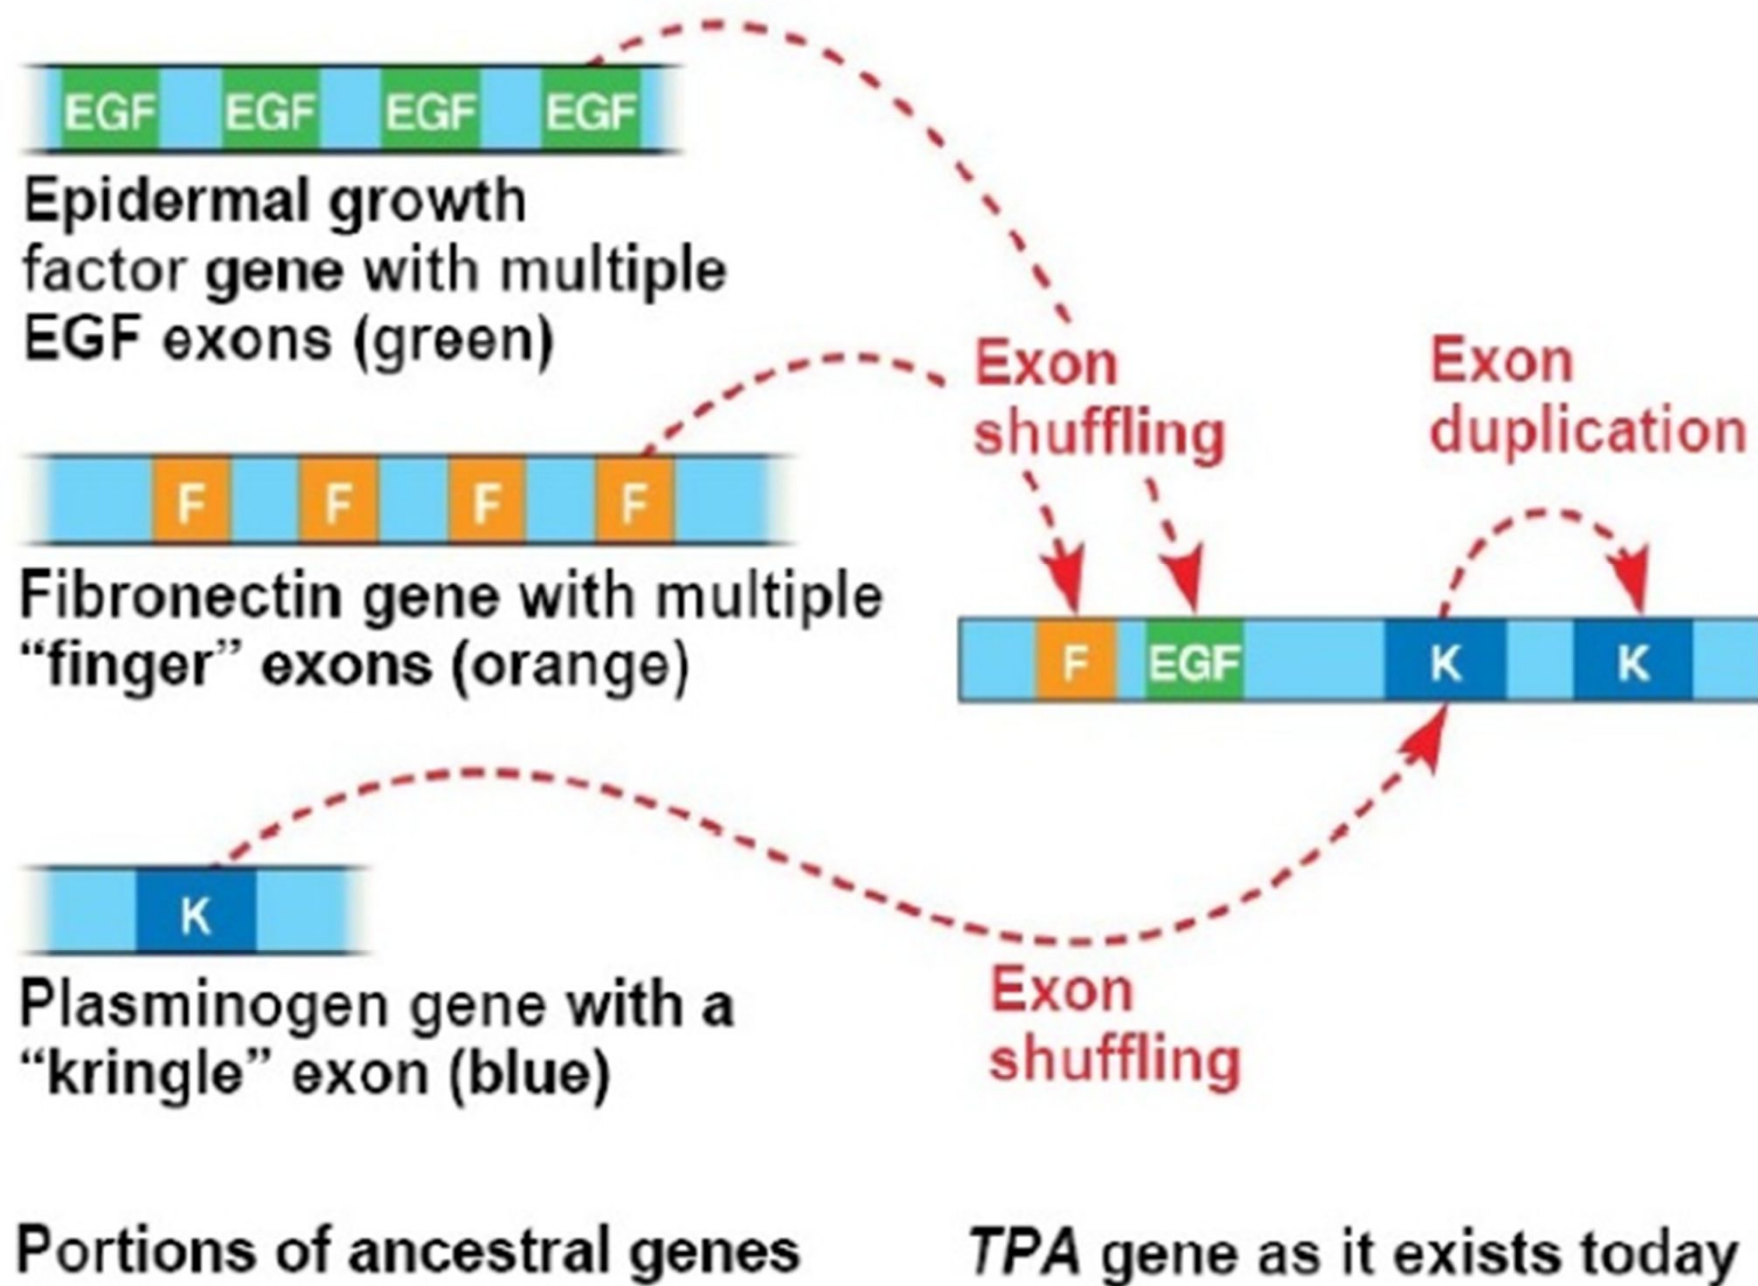 EGF EGF EGF EGF
Epidermal growth
factor gene with multiple
EGF exons (green)
F F F F
Fibronectin gene with multiple
“finger” exons (orange)
Exon
shuffling
Exon
duplication
F EGF K K
K
Plasminogen gene with a
“kringle” exon (blue)
Exon
shuffling
Portions of ancestral genes
TPA gene as it exists today